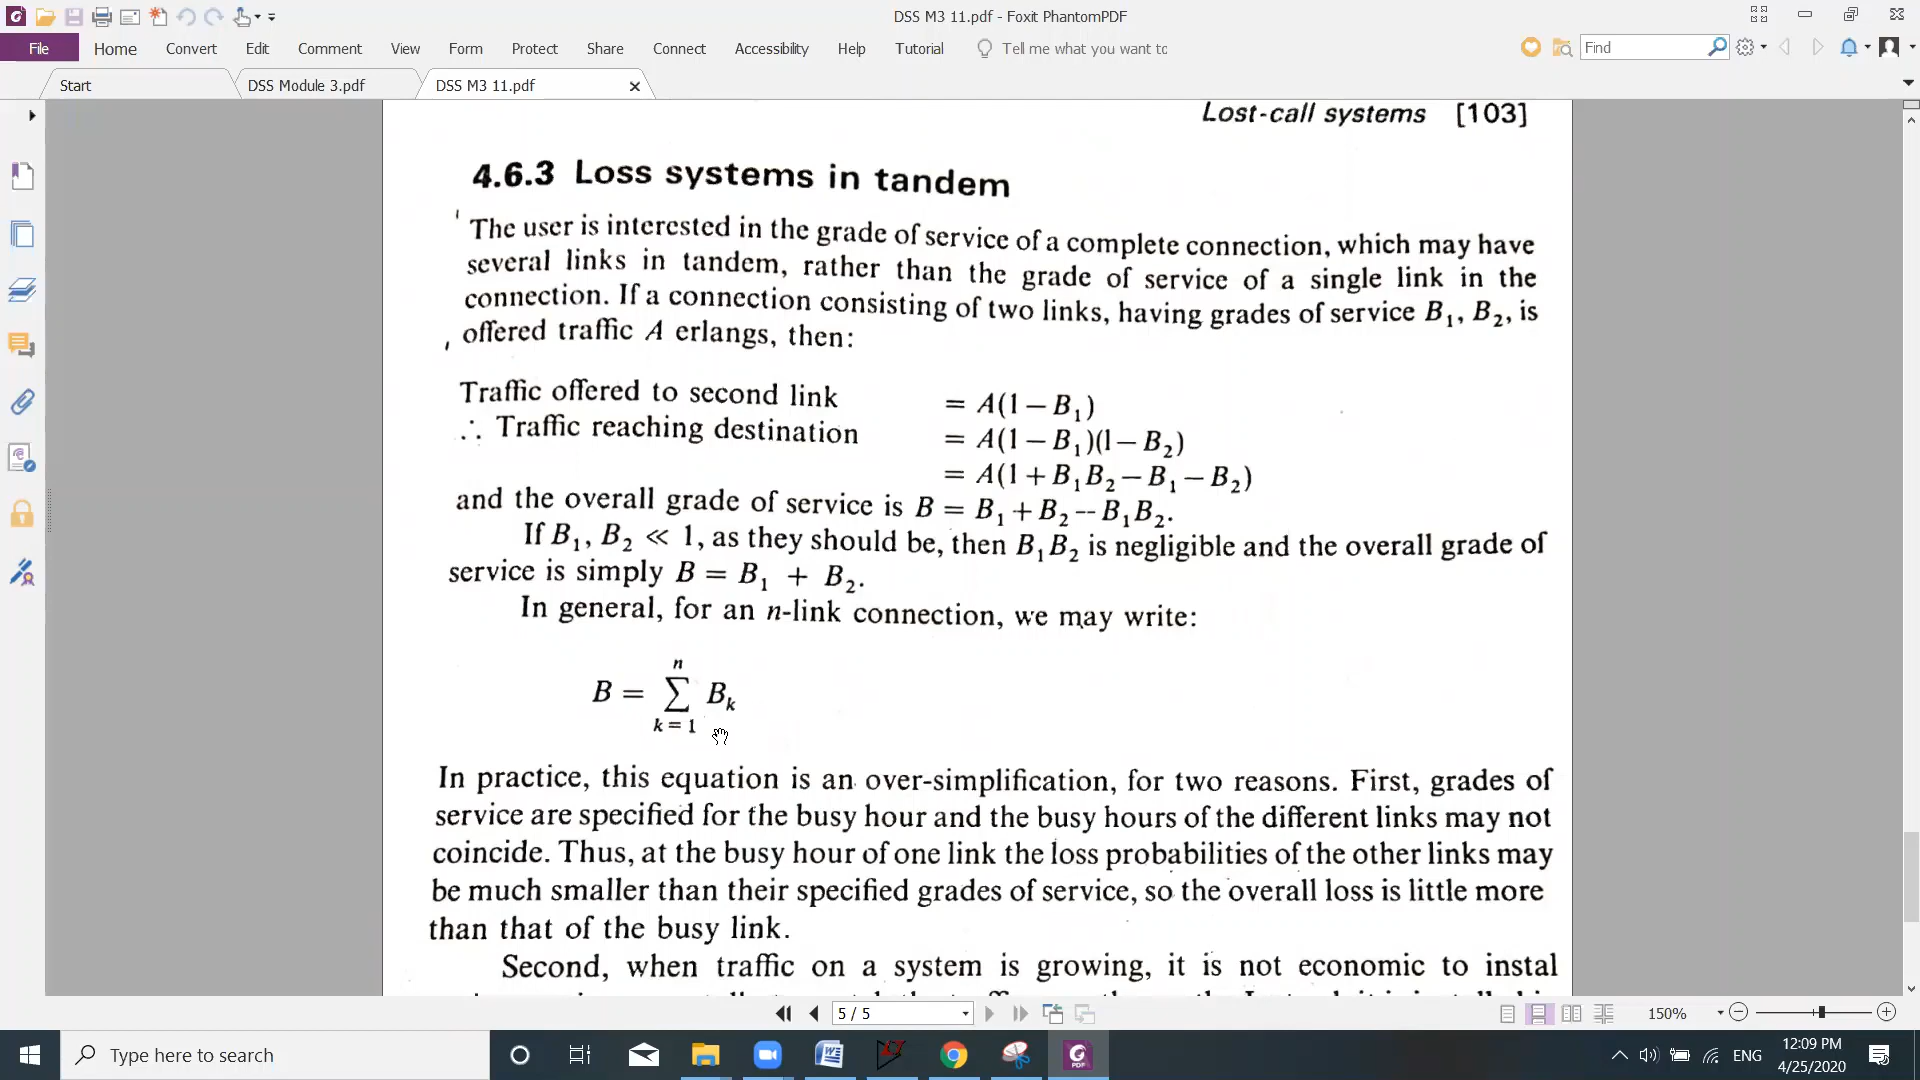 DSS M3 11.pdf - Foxit PhantomPDF
File Home Convert Edit Comment View Form Protect Share Connect Accessibility Help Tutorial Tell me what you want to Find
Start DSS Module 3.pdf DSS M3 11.pdf
Lost-call systems [103]
4.6.3 Loss systems in tandem
The user is interested in the grade of service of a complete connection, which may have
several links in tandem, rather than the grade of service of a single link in the
connection. If a connection consisting of two links, having grades of service B₁, B₂, is
offered traffic A erlangs, then:
Traffic offered to second link = A(1 − B₁)
∴ Traffic reaching destination = A(1 − B₁)(1 − B₂)
= A(1 + B₁B₂ − B₁ − B₂)
and the overall grade of service is B = B₁ + B₂ -- B₁B₂.
If B₁, B₂ ≪ 1, as they should be, then B₁B₂ is negligible and the overall grade of
service is simply B = B₁ + B₂.
In general, for an n-link connection, we may write:
n
B = ∑ Bₖ
k = 1
In practice, this equation is an over-simplification, for two reasons. First, grades of
service are specified for the busy hour and the busy hours of the different links may not
coincide. Thus, at the busy hour of one link the loss probabilities of the other links may
be much smaller than their specified grades of service, so the overall loss is little more
than that of the busy link.
Second, when traffic on a system is growing, it is not economic to instal
5 / 5 150%
Type here to search ENG 12:09 PM
4/25/2020